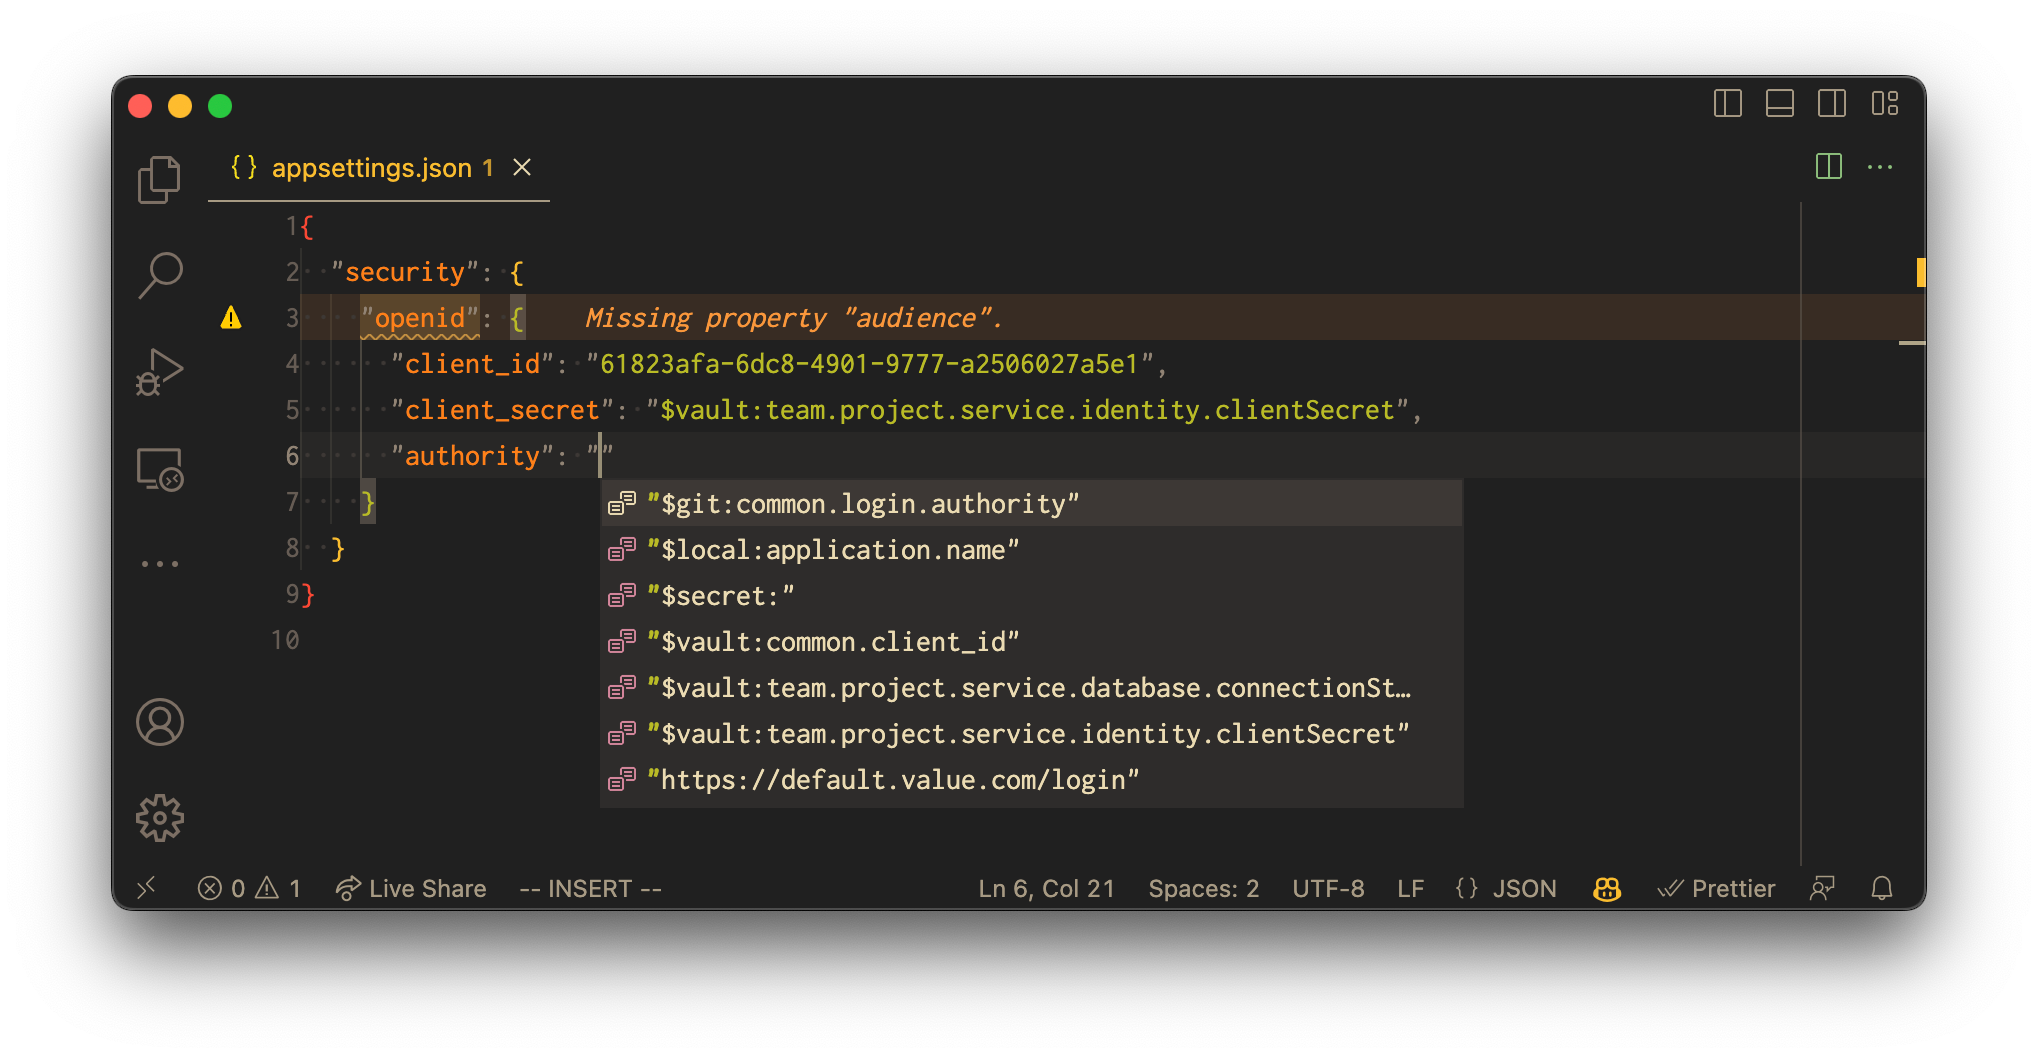 {} appsettings.json 1
1 {
2 "security": {
3 "openid": { Missing property "audience".
4 "client_id": "61823afa-6dc8-4901-9777-a2506027a5e1",
5 "client_secret": "$vault:team.project.service.identity.clientSecret",
6 "authority": ""
7 }
8 }
9 }
10
"$git:common.login.authority"
"$local:application.name"
"$secret:"
"$vault:common.client_id"
"$vault:team.project.service.database.connectionSt…
"$vault:team.project.service.identity.clientSecret"
"https://default.value.com/login"
0 1 Live Share -- INSERT -- Ln 6, Col 21 Spaces: 2 UTF-8 LF {} JSON Prettier